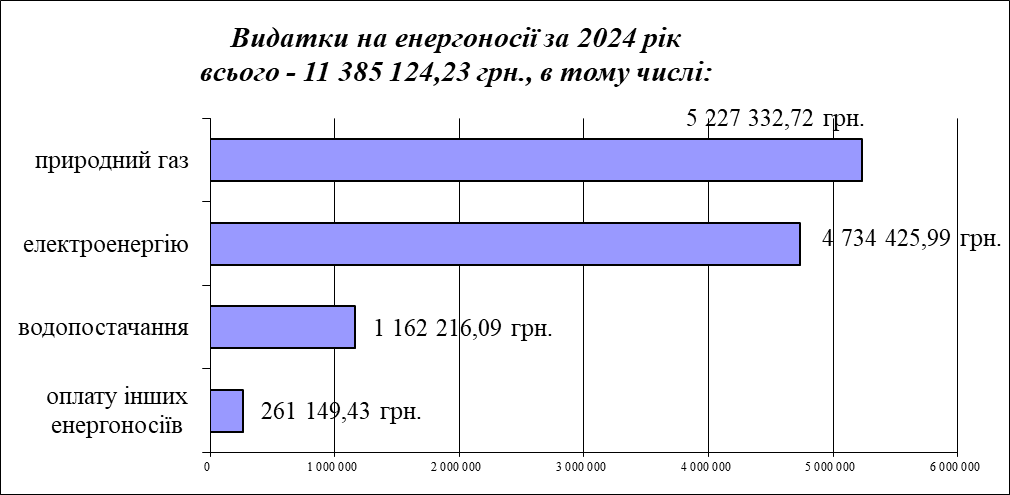 Видатки на енергоносії за 2024 рік
всього - 11 385 124,23 грн., в тому числі:
5 227 332,72 грн.
природний газ
електроенергію
4 734 425,99 грн.
водопостачання
1 162 216,09 грн.
оплату інших
енергоносіїв
261 149,43 грн.
0
1 000 000
2 000 000
3 000 000
4 000 000
5 000 000
6 000 000